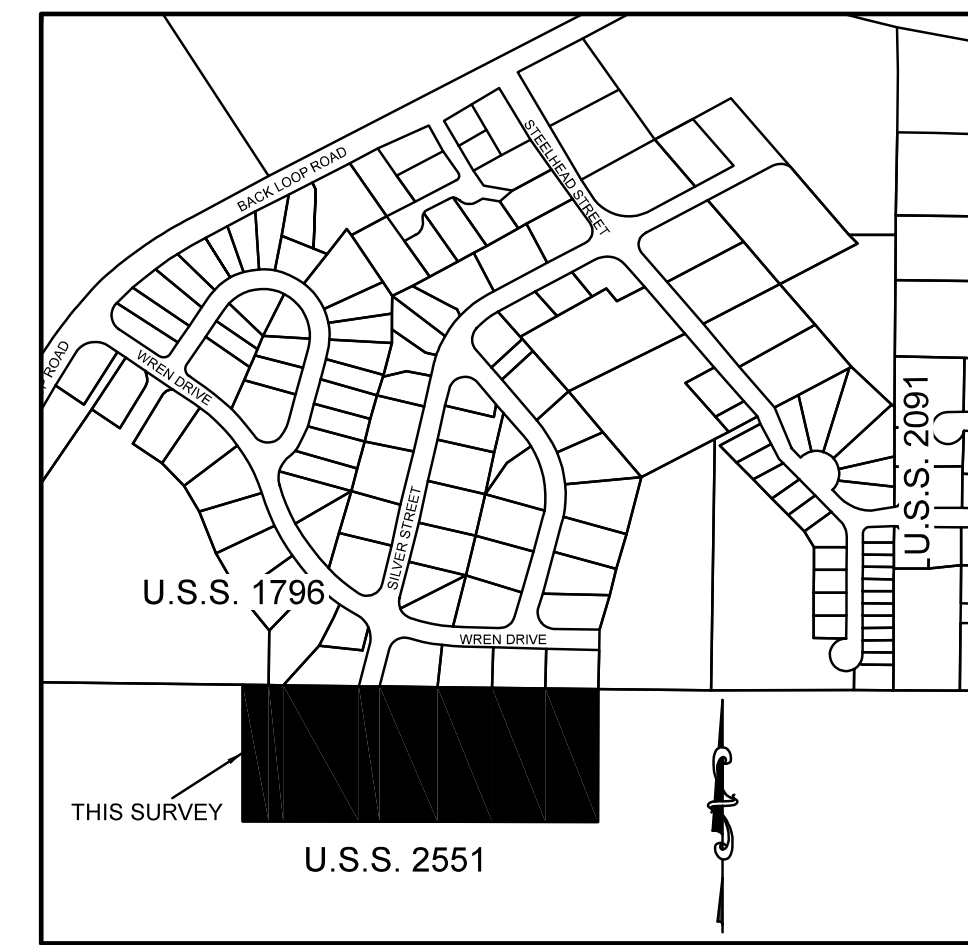 BACK LOOP ROAD
STEELHEAD STREET
P ROAD
WREN DRIVE
U.S.S. 2091
SILVER STREET
U.S.S. 1796
WREN DRIVE
THIS SURVEY
U.S.S. 2551